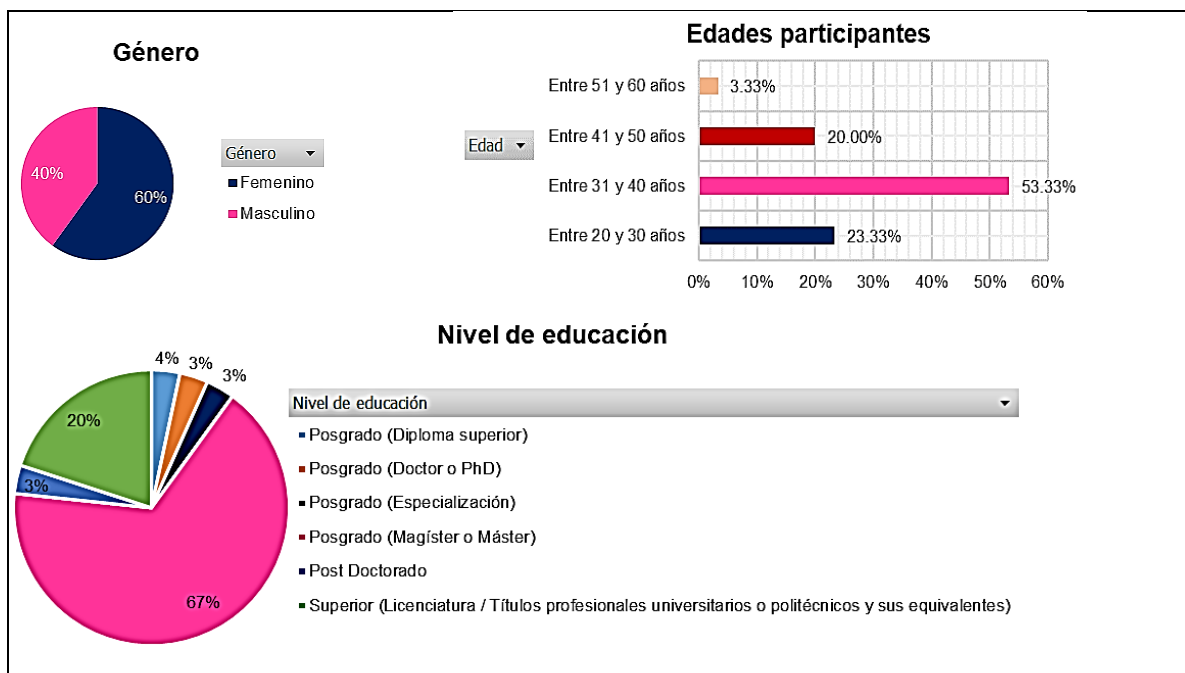 Género
40%
60%
Género
Femenino
Masculino
Edades participantes
Edad
Entre 51 y 60 años
3.33%
Entre 41 y 50 años
20.00%
Entre 31 y 40 años
53.33%
Entre 20 y 30 años
23.33%
0% 10% 20% 30% 40% 50% 60%
Nivel de educación
4%
3%
3%
20%
3%
67%
Nivel de educación
Posgrado (Diploma superior)
Posgrado (Doctor o PhD)
Posgrado (Especialización)
Posgrado (Magíster o Máster)
Post Doctorado
Superior (Licenciatura / Títulos profesionales universitarios o politécnicos y sus equivalentes)